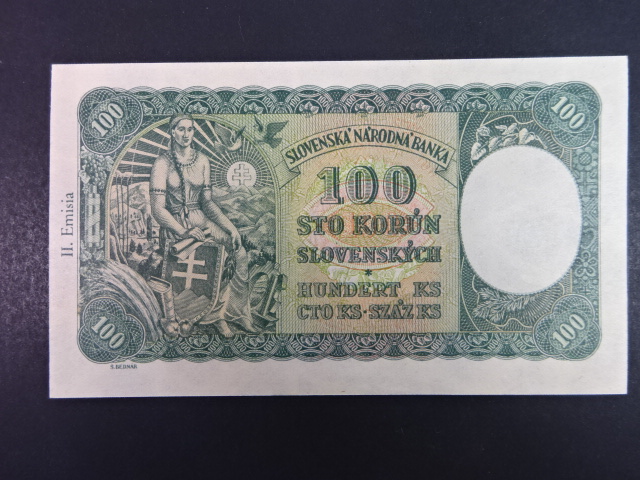 100
100
SLOVENSKÁ NÁRODNÁ BANKA
100
STO KORÚN
SLOVENSKÝCH
*
HUNDERT KS
СТО KS·SZÁZ KS
100
100
II. Emisia
Š. BEDNÁR